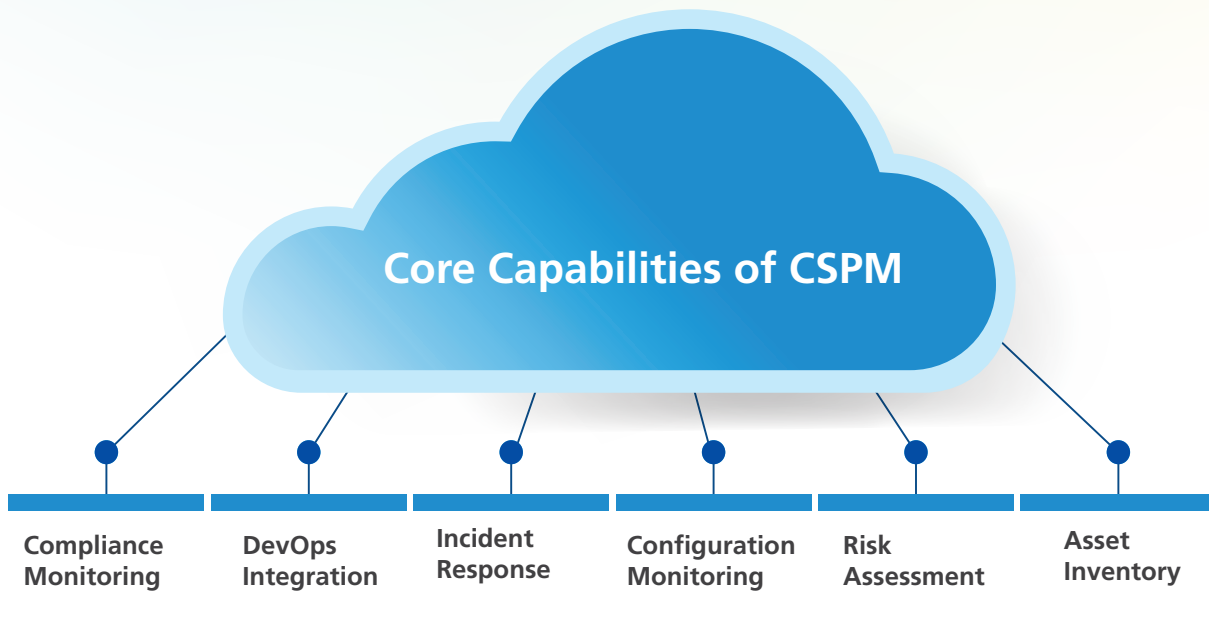 Core Capabilities of CSPM
Compliance
Monitoring
DevOps
Integration
Incident
Response
Configuration
Monitoring
Risk
Assessment
Asset
Inventory